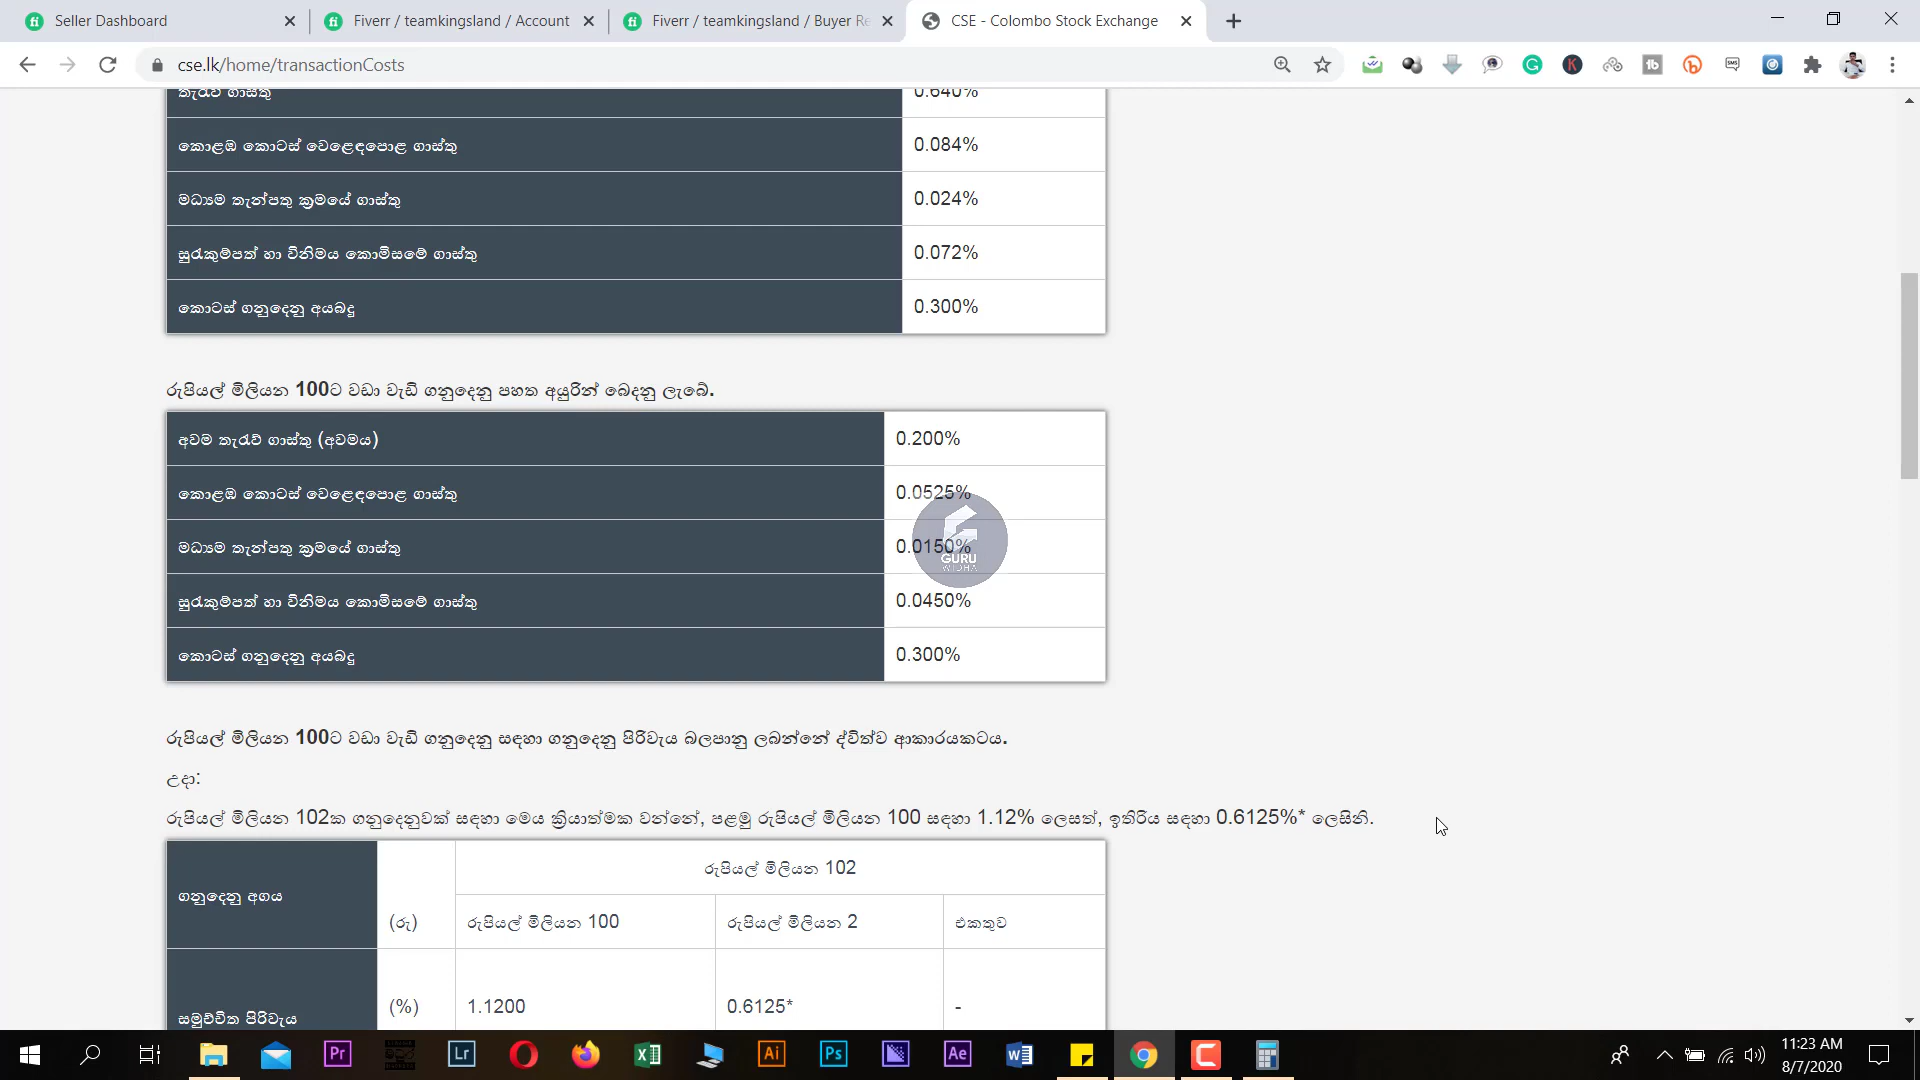 Seller Dashboard
Fiverr / teamkingsland / Account
Fiverr / teamkingsland / Buyer Re
CSE - Colombo Stock Exchange
cse.lk/home/transactionCosts
තැරැව් ගාස්තු 0.640%
කොළඹ කොටස් වෙළෙඳපොළ ගාස්තු 0.084%
මධ්‍යම තැන්පතු ක්‍රමයේ ගාස්තු 0.024%
සුරැකුම්පත් හා විනිමය කොමිසමේ ගාස්තු 0.072%
කොටස් ගනුදෙනු අයබදු 0.300%
රුපියල් මිලියන 100ට වඩා වැඩි ගනුදෙනු පහත අයුරින් බෙදනු ලැබේ.
අවම තැරැව් ගාස්තු (අවමය) 0.200%
කොළඹ කොටස් වෙළෙඳපොළ ගාස්තු 0.0525%
මධ්‍යම තැන්පතු ක්‍රමයේ ගාස්තු 0.0150%
GURU
WIDHA
සුරැකුම්පත් හා විනිමය කොමිසමේ ගාස්තු 0.0450%
කොටස් ගනුදෙනු අයබදු 0.300%
රුපියල් මිලියන 100ට වඩා වැඩි ගනුදෙනු සඳහා ගනුදෙනු පිරිවැය බලපානු ලබන්නේ ද්විත්ව ආකාරයකටය.
උදා:
රුපියල් මිලියන 102ක ගනුදෙනුවක් සඳහා මෙය ක්‍රියාත්මක වන්නේ, පළමු රුපියල් මිලියන 100 සඳහා 1.12% ලෙසත්, ඉතිරිය සඳහා 0.6125%* ලෙසිනි.
රුපියල් මිලියන 102
ගනුදෙනු අගය
(රු) රුපියල් මිලියන 100 රුපියල් මිලියන 2 එකතුව
(%) 1.1200 0.6125* -
සමුච්චිත පිරිවැය
11:23 AM
8/7/2020